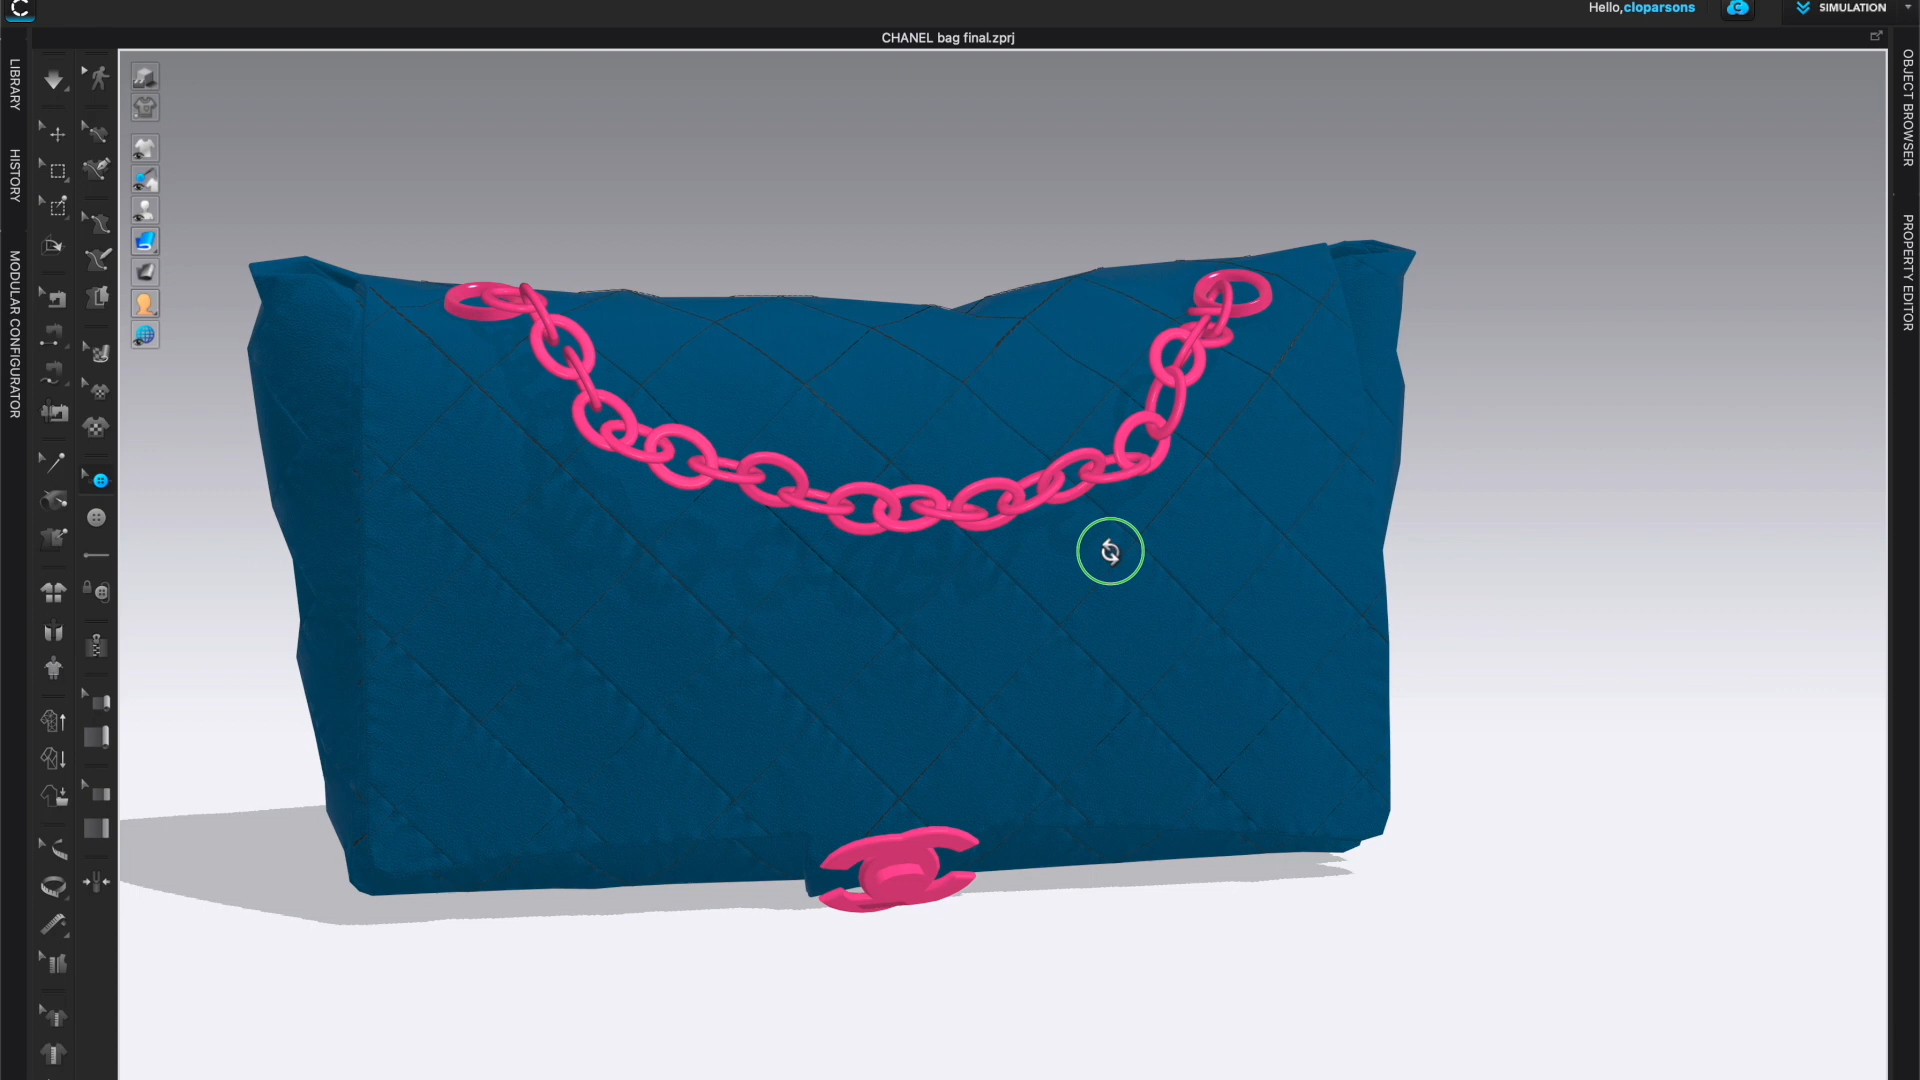 Hello,cloparsons
SIMULATION
CHANEL bag final.zprj
LIBRARY
HISTORY
MODULAR CONFIGURATOR
OBJECT BROWSER
PROPERTY EDITOR